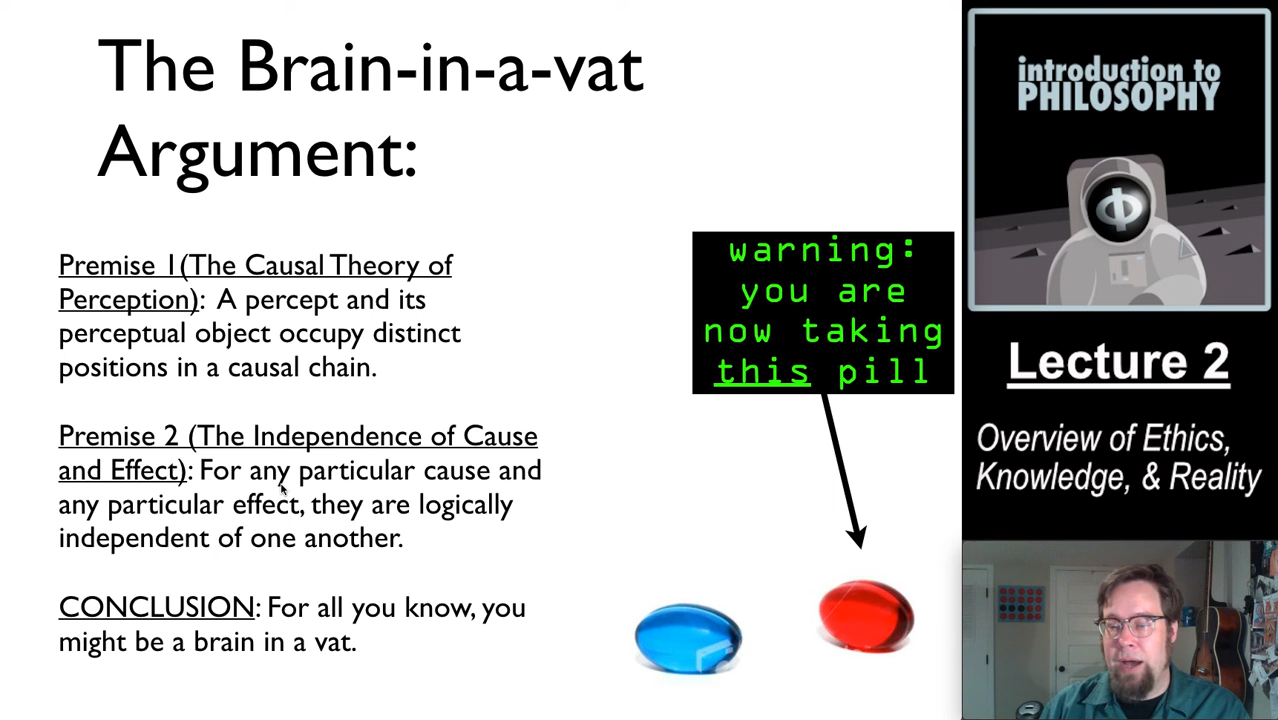 The Brain-in-a-vat
Argument:
Premise 1(The Causal Theory of
Perception): A percept and its
perceptual object occupy distinct
positions in a causal chain.
Premise 2 (The Independence of Cause
and Effect): For any particular cause and
any particular effect, they are logically
independent of one another.
CONCLUSION: For all you know, you
might be a brain in a vat.
warning:
you are
now taking
this pill
introduction to
PHILOSOPHY
Φ
Lecture 2
Overview of Ethics,
Knowledge, & Reality